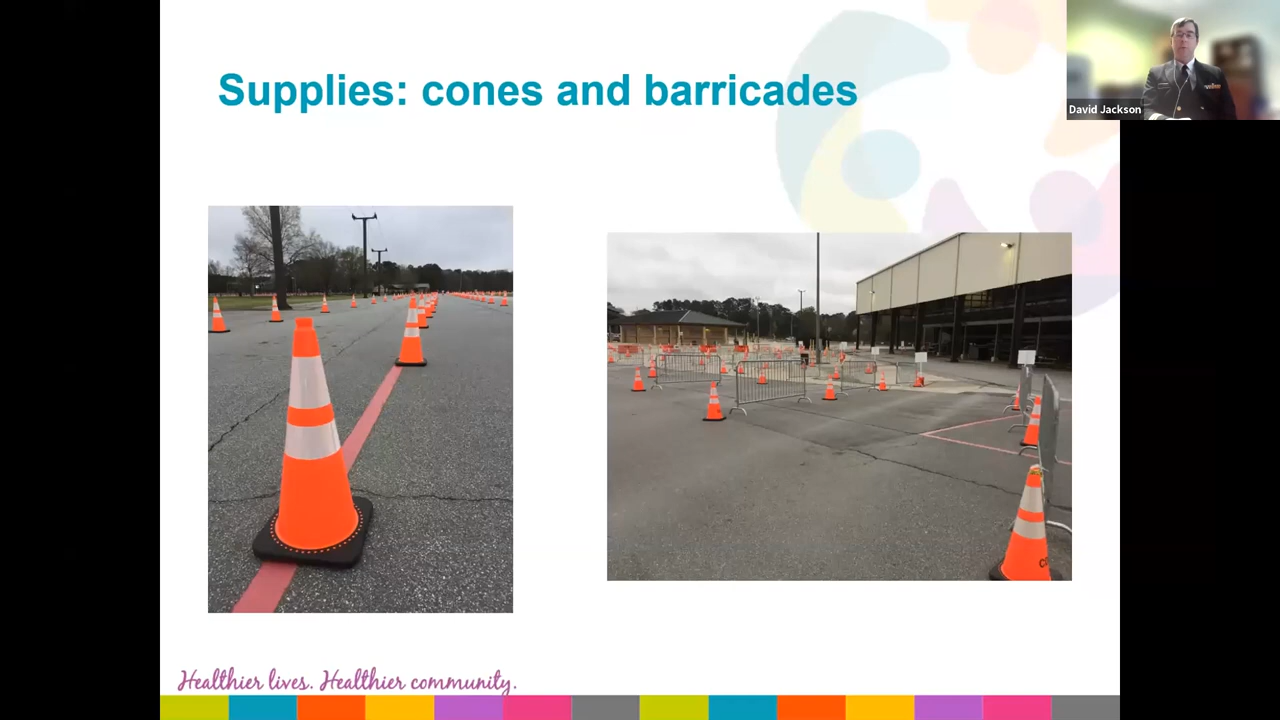 Supplies: cones and barricades
David Jackson
Healthier lives. Healthier community.